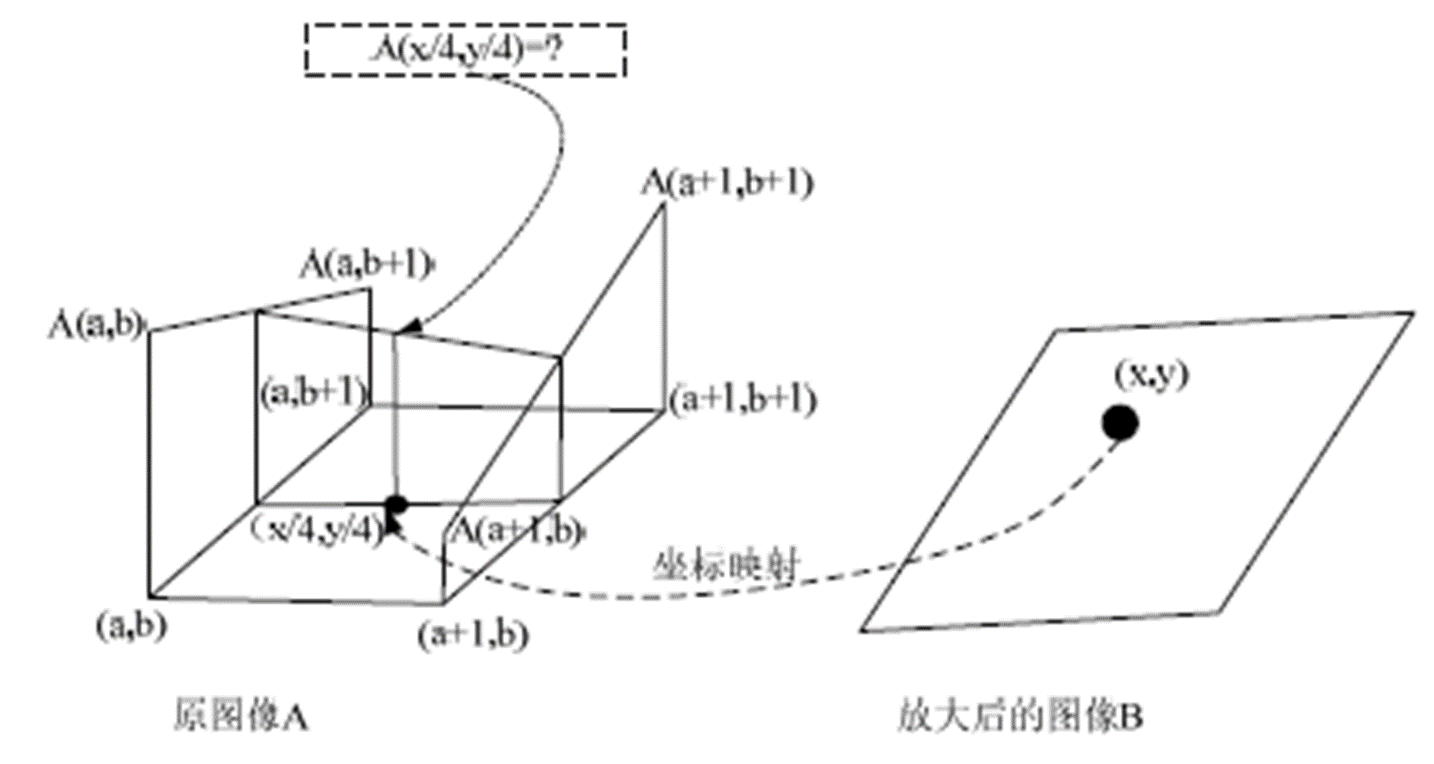 A(x/4,y/4)=?
A(a+1,b+1)
A(a,b+1)
A(a,b)
(x,y)
(a,b+1)
(a+1,b+1)
(x/4,y/4)
A(a+1,b)
坐标映射
(a,b)
(a+1,b)
原图像A
放大后的图像B